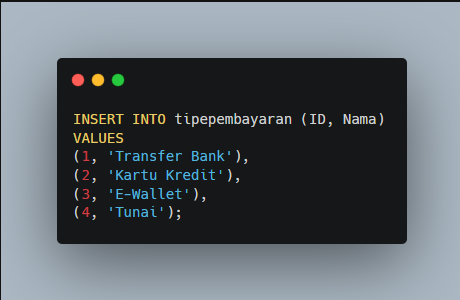 INSERT INTO tipepembayaran (ID, Nama)
VALUES
(1, 'Transfer Bank'),
(2, 'Kartu Kredit'),
(3, 'E-Wallet'),
(4, 'Tunai');